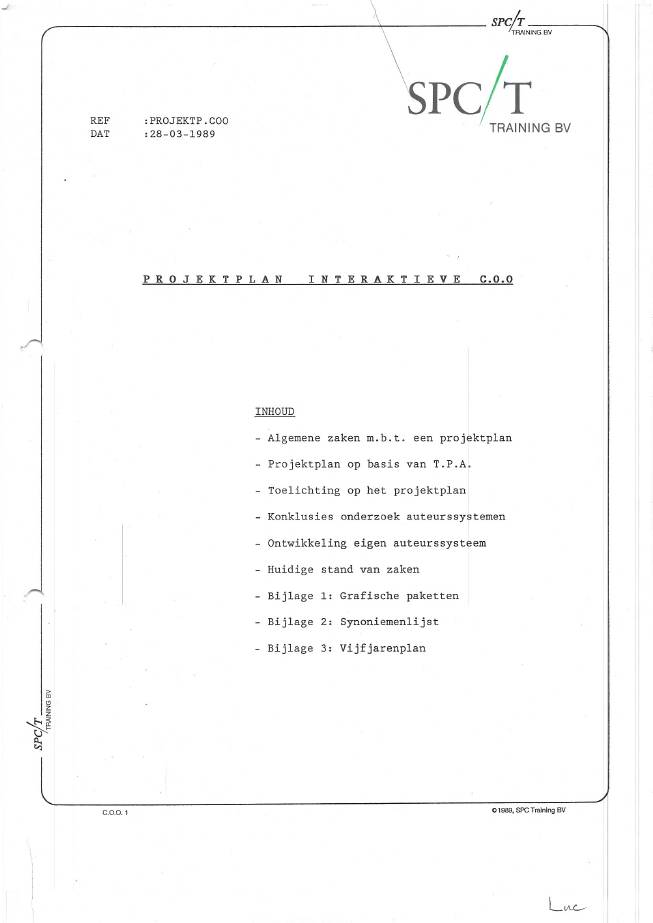 SPC/T
TRAINING BV
SPC/T
TRAINING BV
REF :PROJEKTP.COO
DAT :28-03-1989
PROJEKTPLAN INTERAKTIEVE C.O.O
INHOUD
- Algemene zaken m.b.t. een projektplan
- Projektplan op basis van T.P.A.
- Toelichting op het projektplan
- Konklusies onderzoek auteurssystemen
- Ontwikkeling eigen auteurssysteem
- Huidige stand van zaken
- Bijlage 1: Grafische paketten
- Bijlage 2: Synoniemenlijst
- Bijlage 3: Vijfjarenplan
SPC/T
TRAINING BV
C.O.O. 1
©1989, SPC Training BV
Luc